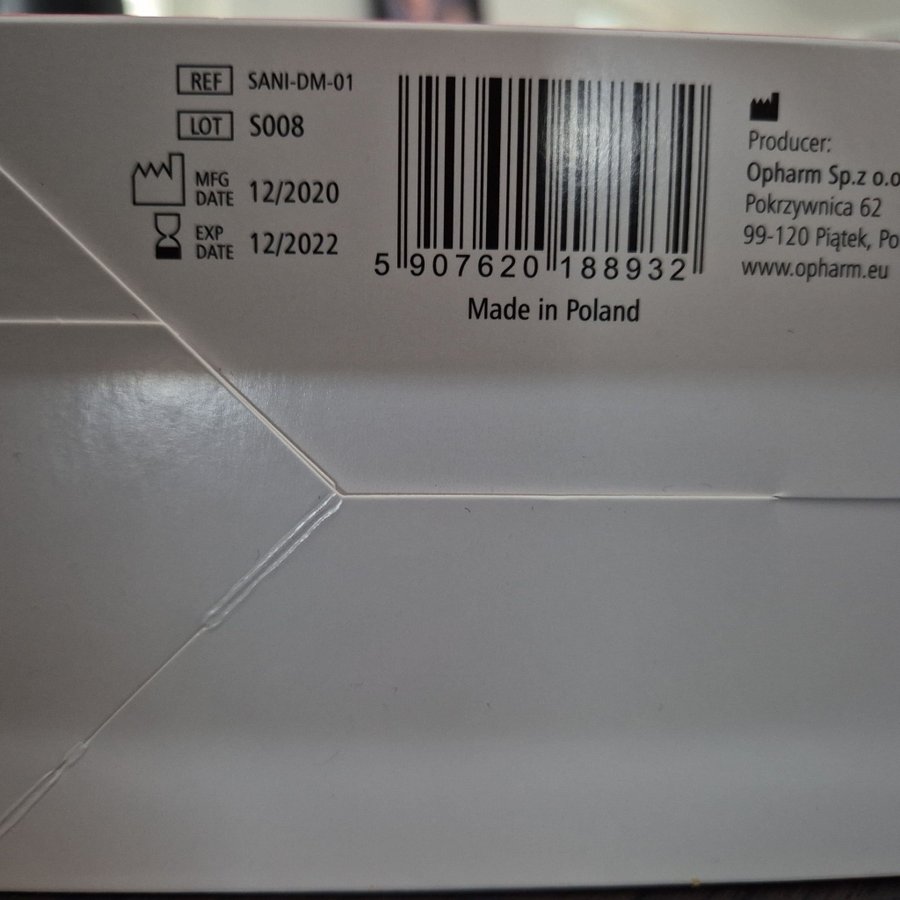 REF SANI-DM-01
LOT S008
MFG
DATE 12/2020
EXP
DATE 12/2022
5 907620 188932
Made in Poland
Producer:
Opharm Sp.z o.o
Pokrzywnica 62
99-120 Piątek, Po
www.opharm.eu